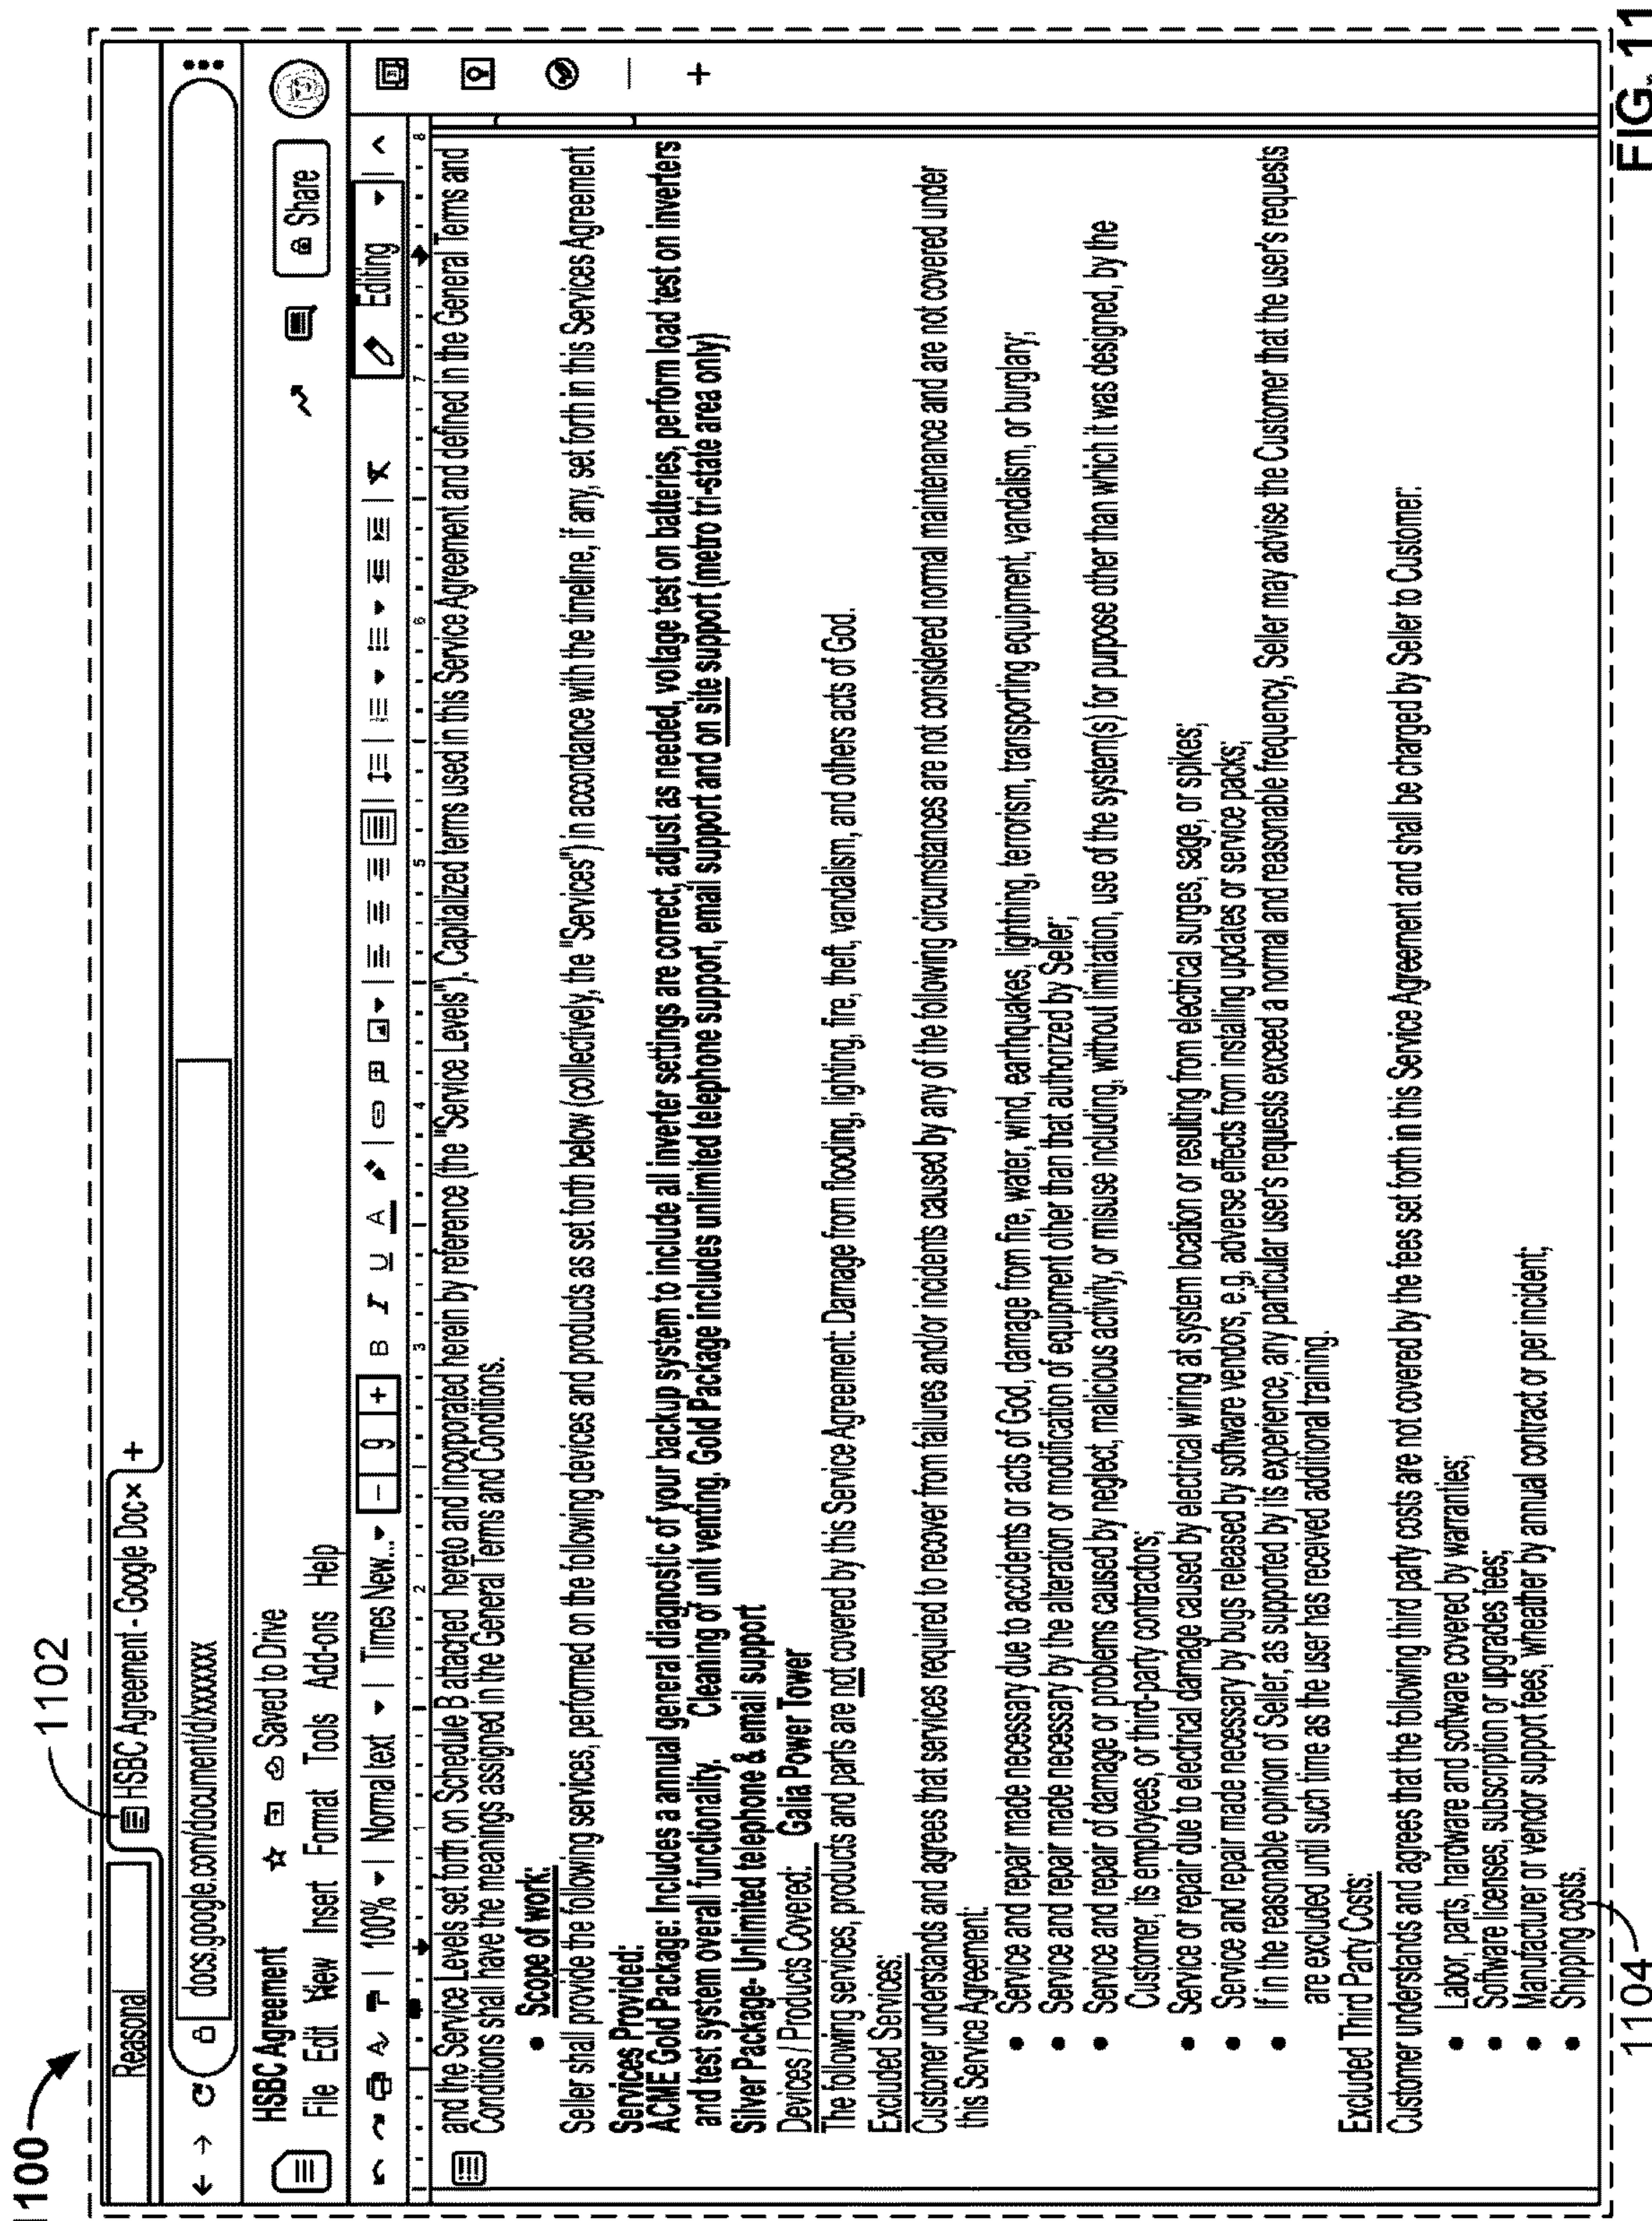 1100
1102
Reasonal
HSBC Agreement - Google Doc × +
docs.google.com/document/d/xxxxxx
HSBC Agreement Saved to Drive
Share
File Edit View Insert Format Tools Add-ons Help
100% Normal text Times New... - 9 + B I U A Editing
1 2 3 4 5 6 7 8
and the Service Levels set forth on Schedule B attached hereto and incorporated herein by reference (the "Service Levels"). Capitalized terms used in this Service Agreement and defined in the General Terms and
Conditions shall have the meanings assigned in the General Terms and Conditions.
• Scope of work:
Seller shall provide the following services, performed on the following devices and products as set forth below (collectively, the "Services") in accordance with the timeline, if any, set forth in this Services Agreement
Services Provided:
ACME Gold Package: Includes a annual general diagnostic of your backup system to include all inverter settings are correct, adjust as needed, voltage test on batteries, perform load test on inverters
and test system overall functionality. Cleaning of unit venting. Gold Package includes unlimited telephone support, email support and on site support (metro tri-state area only)
Silver Package- Unlimited telephone & email support
Devices / Products Covered: Galia Power Tower
The following services, products and parts are not covered by this Service Agreement: Damage from flooding, lighting, fire, theft, vandalism, and others acts of God.
Excluded Services:
Customer understands and agrees that services required to recover from failures and/or incidents caused by any of the following circumstances are not considered normal maintenance and are not covered under
this Service Agreement:
• Service and repair made necessary due to accidents or acts of God, damage from fire, water, wind, earthquakes, lightning, terrorism, transporting equipment, vandalism, or burglary;
• Service and repair made necessary by the alteration or modification of equipment other than that authorized by Seller;
• Service and repair of damage or problems caused by neglect, malicious activity, or misuse including, without limitation, use of the system(s) for purpose other than which it was designed, by the
Customer, its employees, or third-party contractors;
• Service or repair due to electrical damage caused by electrical wiring at system location or resulting from electrical surges, sage, or spikes;
• Service and repair made necessary by bugs released by software vendors, e.g, adverse effects from installing updates or service packs;
• If in the reasonable opinion of Seller, as supported by its experience, any particular user's requests exceed a normal and reasonable frequency, Seller may advise the Customer that the user's requests
are excluded until such time as the user has received additional training.
Excluded Third Party Costs:
Customer understands and agrees that the following third party costs are not covered by the fees set forth in this Service Agreement and shall be charged by Seller to Customer:
• Labor, parts, hardware and software covered by warranties;
• Software licenses, subscription or upgrades fees;
• Manufacturer or vendor support fees, wheather by annual contract or per incident;
• Shipping costs.
1104
FIG. 11